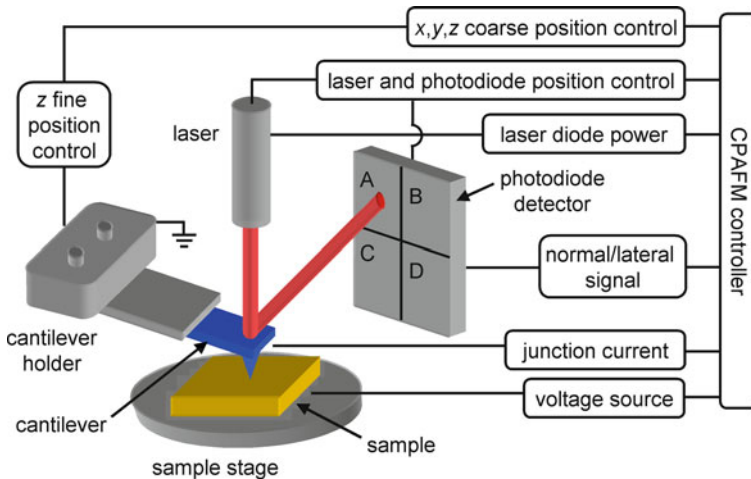 x,y,z coarse position control
laser and photodiode position control
z fine
position
control
laser
laser diode power
A
B
C
D
photodiode
detector
normal/lateral
signal
CPAFM controller
cantilever
holder
junction current
voltage source
cantilever
sample
sample stage